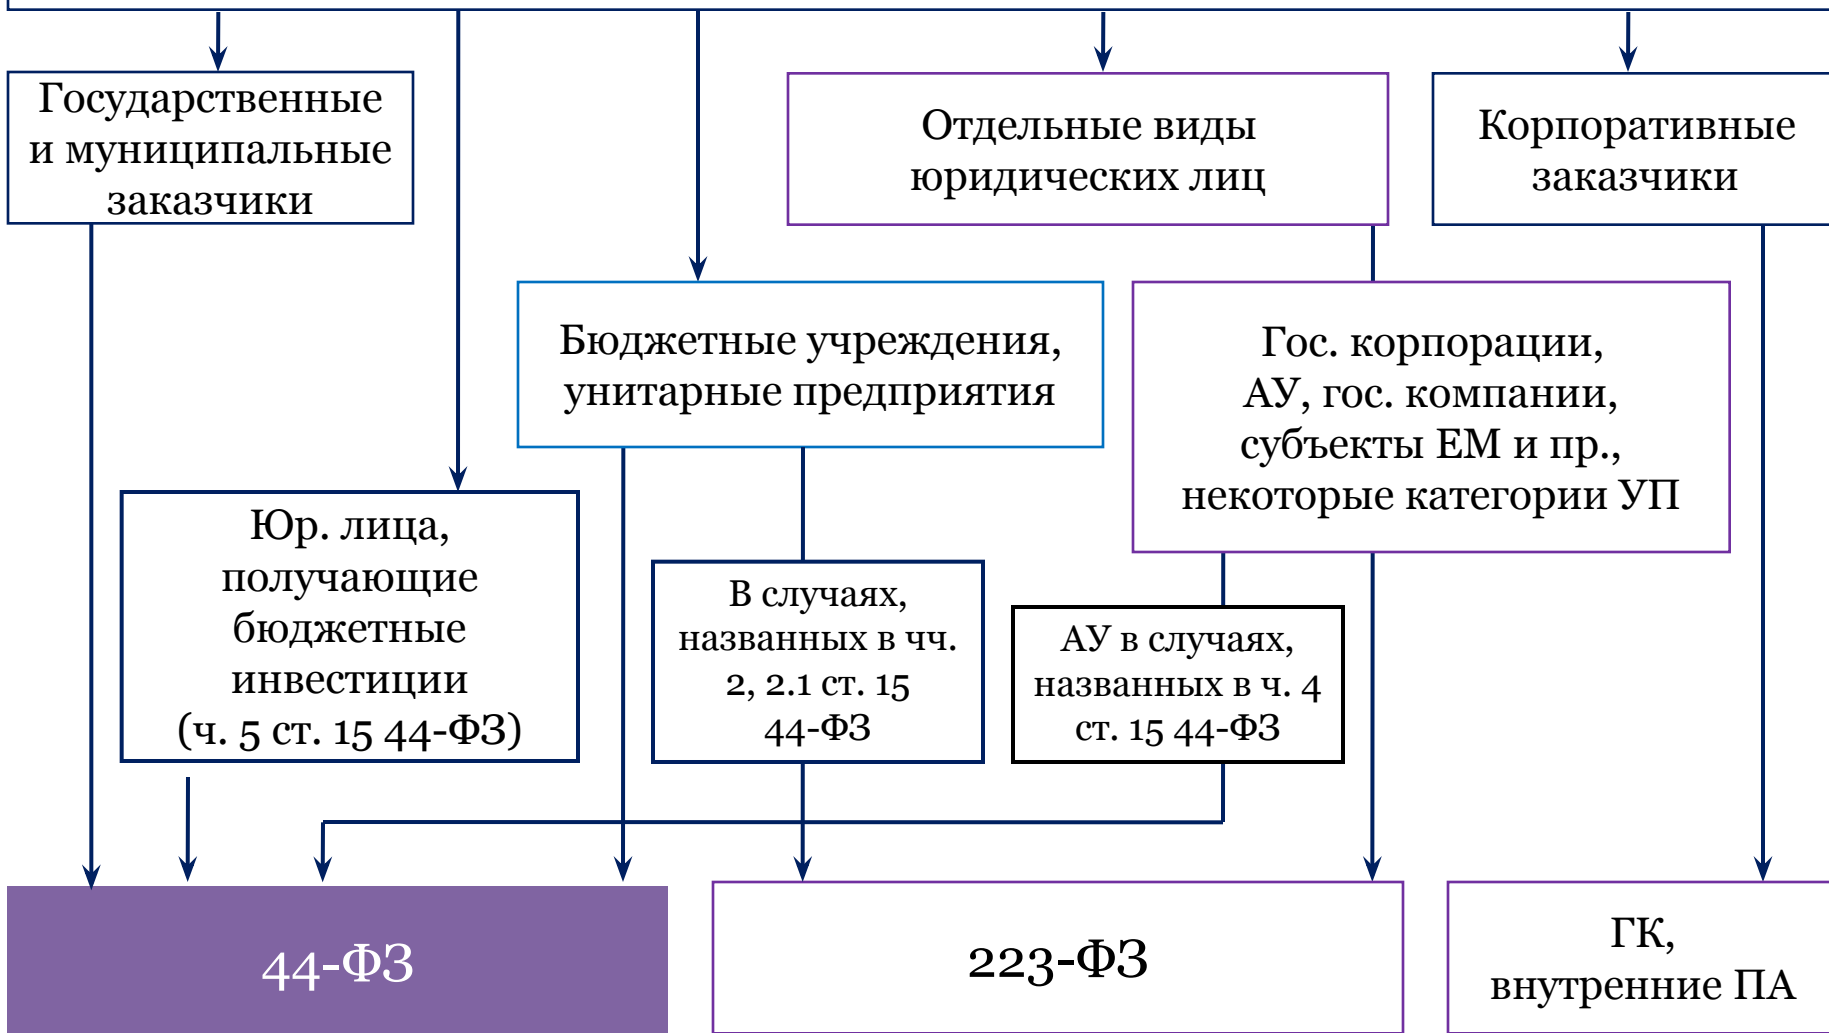 Государственные
и муниципальные
заказчики
Отдельные виды
юридических лиц
Корпоративные
заказчики
Бюджетные учреждения,
унитарные предприятия
Гос. корпорации,
АУ, гос. компании,
субъекты ЕМ и пр.,
некоторые категории УП
Юр. лица,
получающие
бюджетные
инвестиции
(ч. 5 ст. 15 44-ФЗ)
В случаях,
названных в чч.
2, 2.1 ст. 15
44-ФЗ
АУ в случаях,
названных в ч. 4
ст. 15 44-ФЗ
44-ФЗ
223-ФЗ
ГК,
внутренние ПА